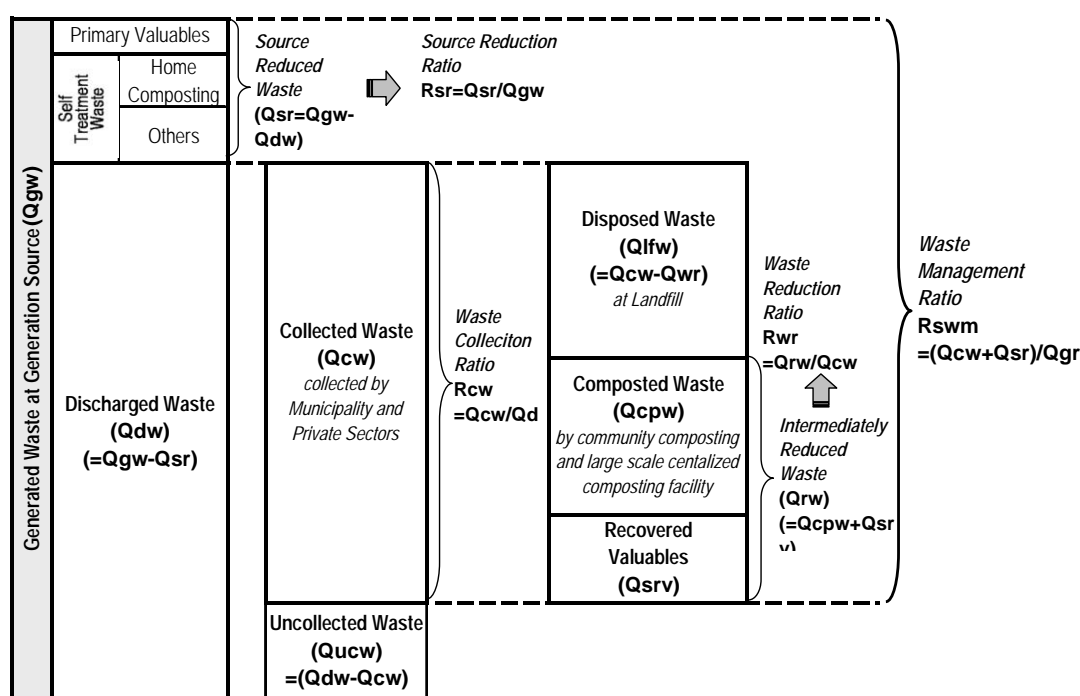 Generated Waste at Generation Source (Qgw)
Primary Valuables
Self
Treatment
Waste
Home
Composting
Others
Source
Reduced
Waste
(Qsr=Qgw-
Qdw)
Source Reduction
Ratio
Rsr=Qsr/Qgw
Discharged Waste
(Qdw)
(=Qgw-Qsr)
Collected Waste
(Qcw)
collected by
Municipality and
Private Sectors
Waste
Colleciton
Ratio
Rcw
=Qcw/Qd
Uncollected Waste
(Qucw)
=(Qdw-Qcw)
Disposed Waste
(Qlfw)
(=Qcw-Qwr)
at Landfill
Composted Waste
(Qcpw)
by community composting
and large scale centalized
composting facility
Recovered
Valuables
(Qsrv)
Waste
Reduction
Ratio
Rwr
=Qrw/Qcw
Intermediately
Reduced
Waste
(Qrw)
(=Qcpw+Qsr
v)
Waste
Management
Ratio
Rswm
=(Qcw+Qsr)/Qgr